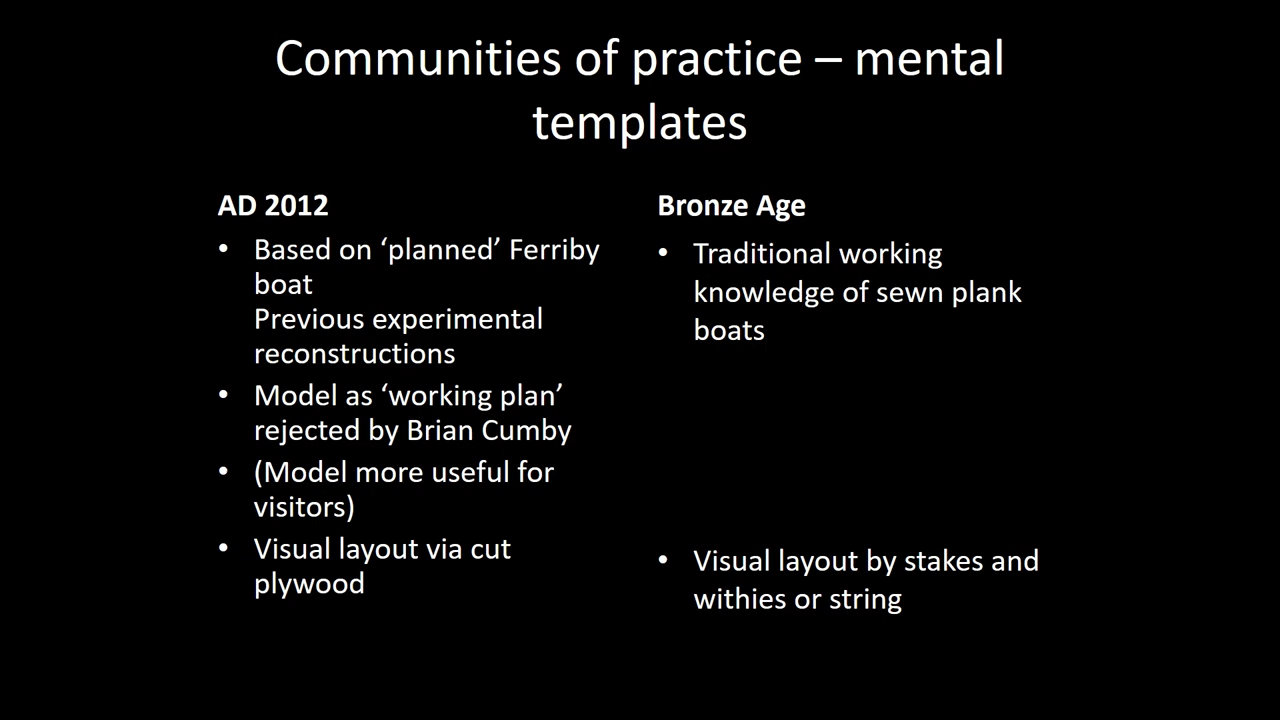 Communities of practice – mental
templates
AD 2012
• Based on ‘planned’ Ferriby
boat
Previous experimental
reconstructions
• Model as ‘working plan’
rejected by Brian Cumby
• (Model more useful for
visitors)
• Visual layout via cut
plywood
Bronze Age
• Traditional working
knowledge of sewn plank
boats
• Visual layout by stakes and
withies or string